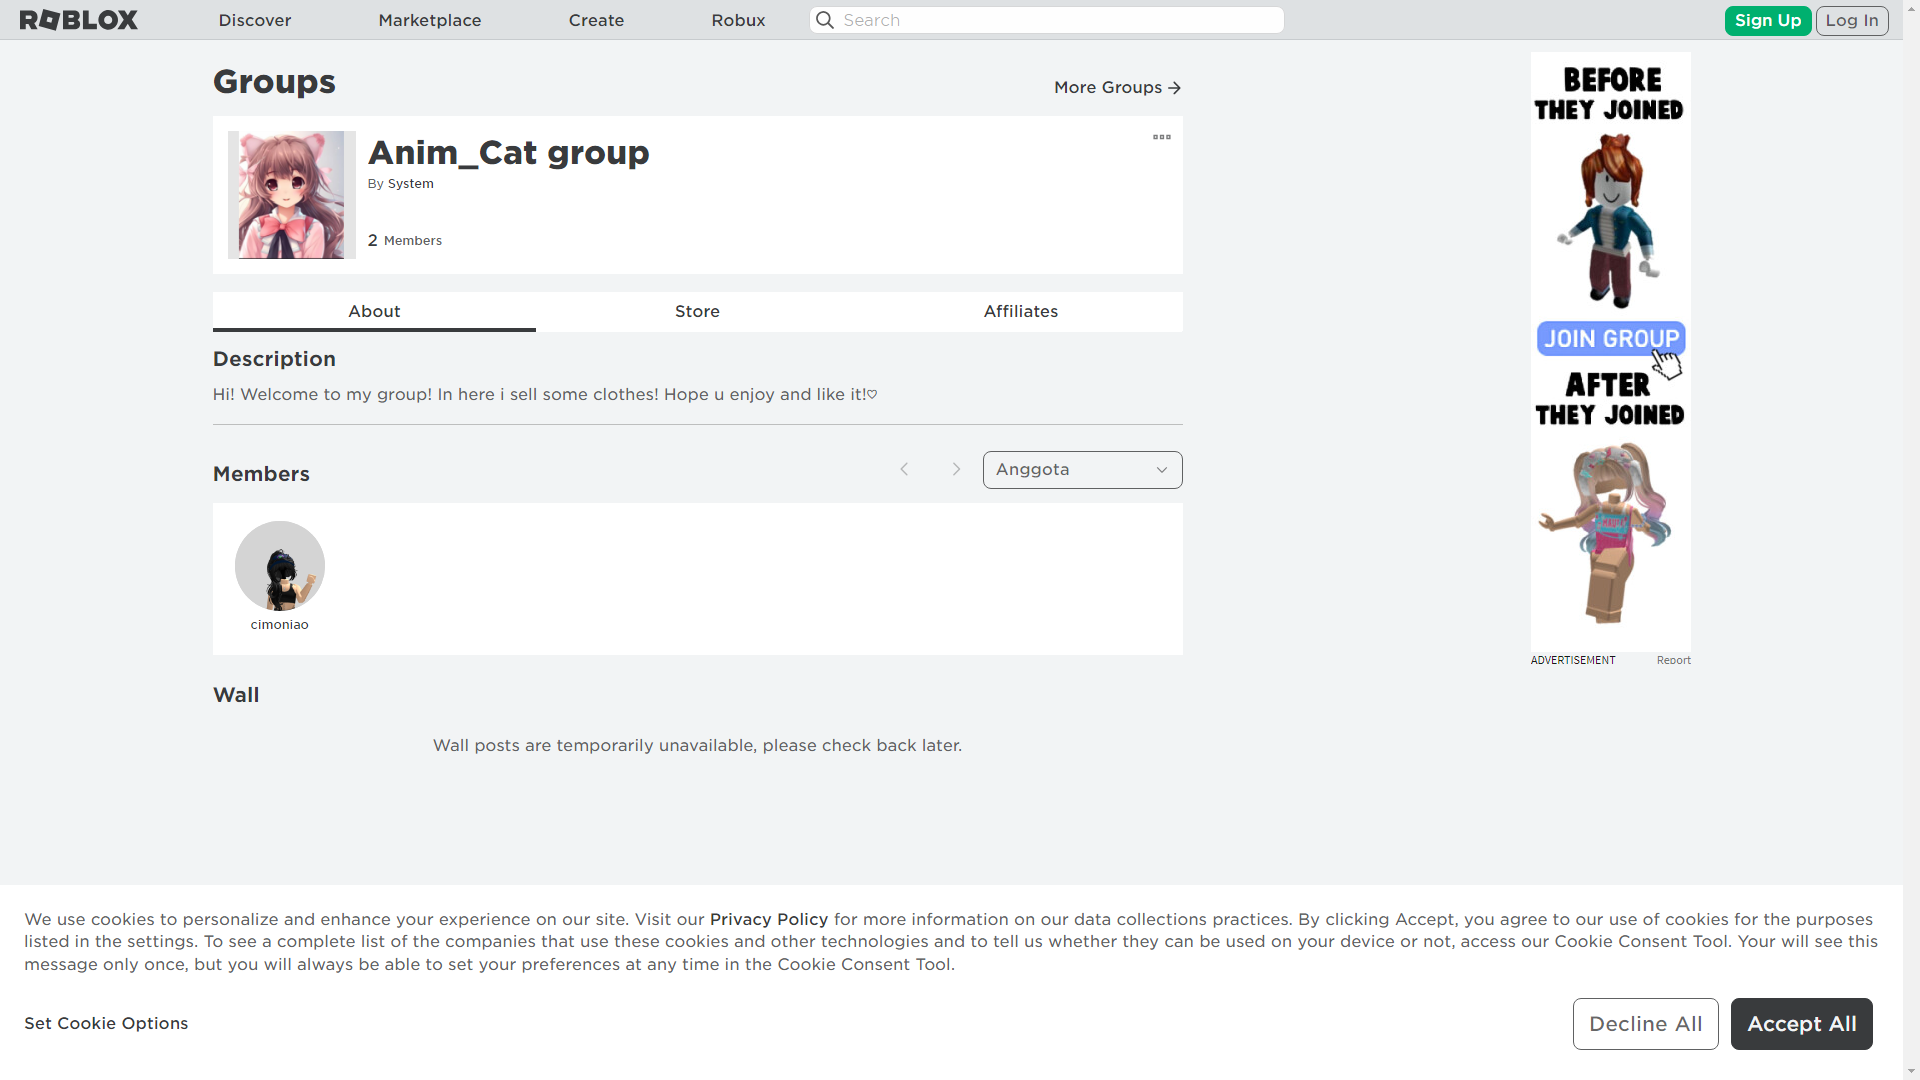 ROBLOX
Discover
Marketplace
Create
Robux
Search
Sign Up
Log In
Groups
More Groups →
Anim_Cat group
By System
2 Members
About
Store
Affiliates
Description
Hi! Welcome to my group! In here i sell some clothes! Hope u enjoy and like it!♡
Members
Anggota
cimoniao
Wall
Wall posts are temporarily unavailable, please check back later.
BEFORE
THEY JOINED
JOIN GROUP
AFTER
THEY JOINED
ADVERTISEMENT
Report
We use cookies to personalize and enhance your experience on our site. Visit our Privacy Policy for more information on our data collections practices. By clicking Accept, you agree to our use of cookies for the purposes
listed in the settings. To see a complete list of the companies that use these cookies and other technologies and to tell us whether they can be used on your device or not, access our Cookie Consent Tool. Your will see this
message only once, but you will always be able to set your preferences at any time in the Cookie Consent Tool.
Set Cookie Options
Decline All
Accept All